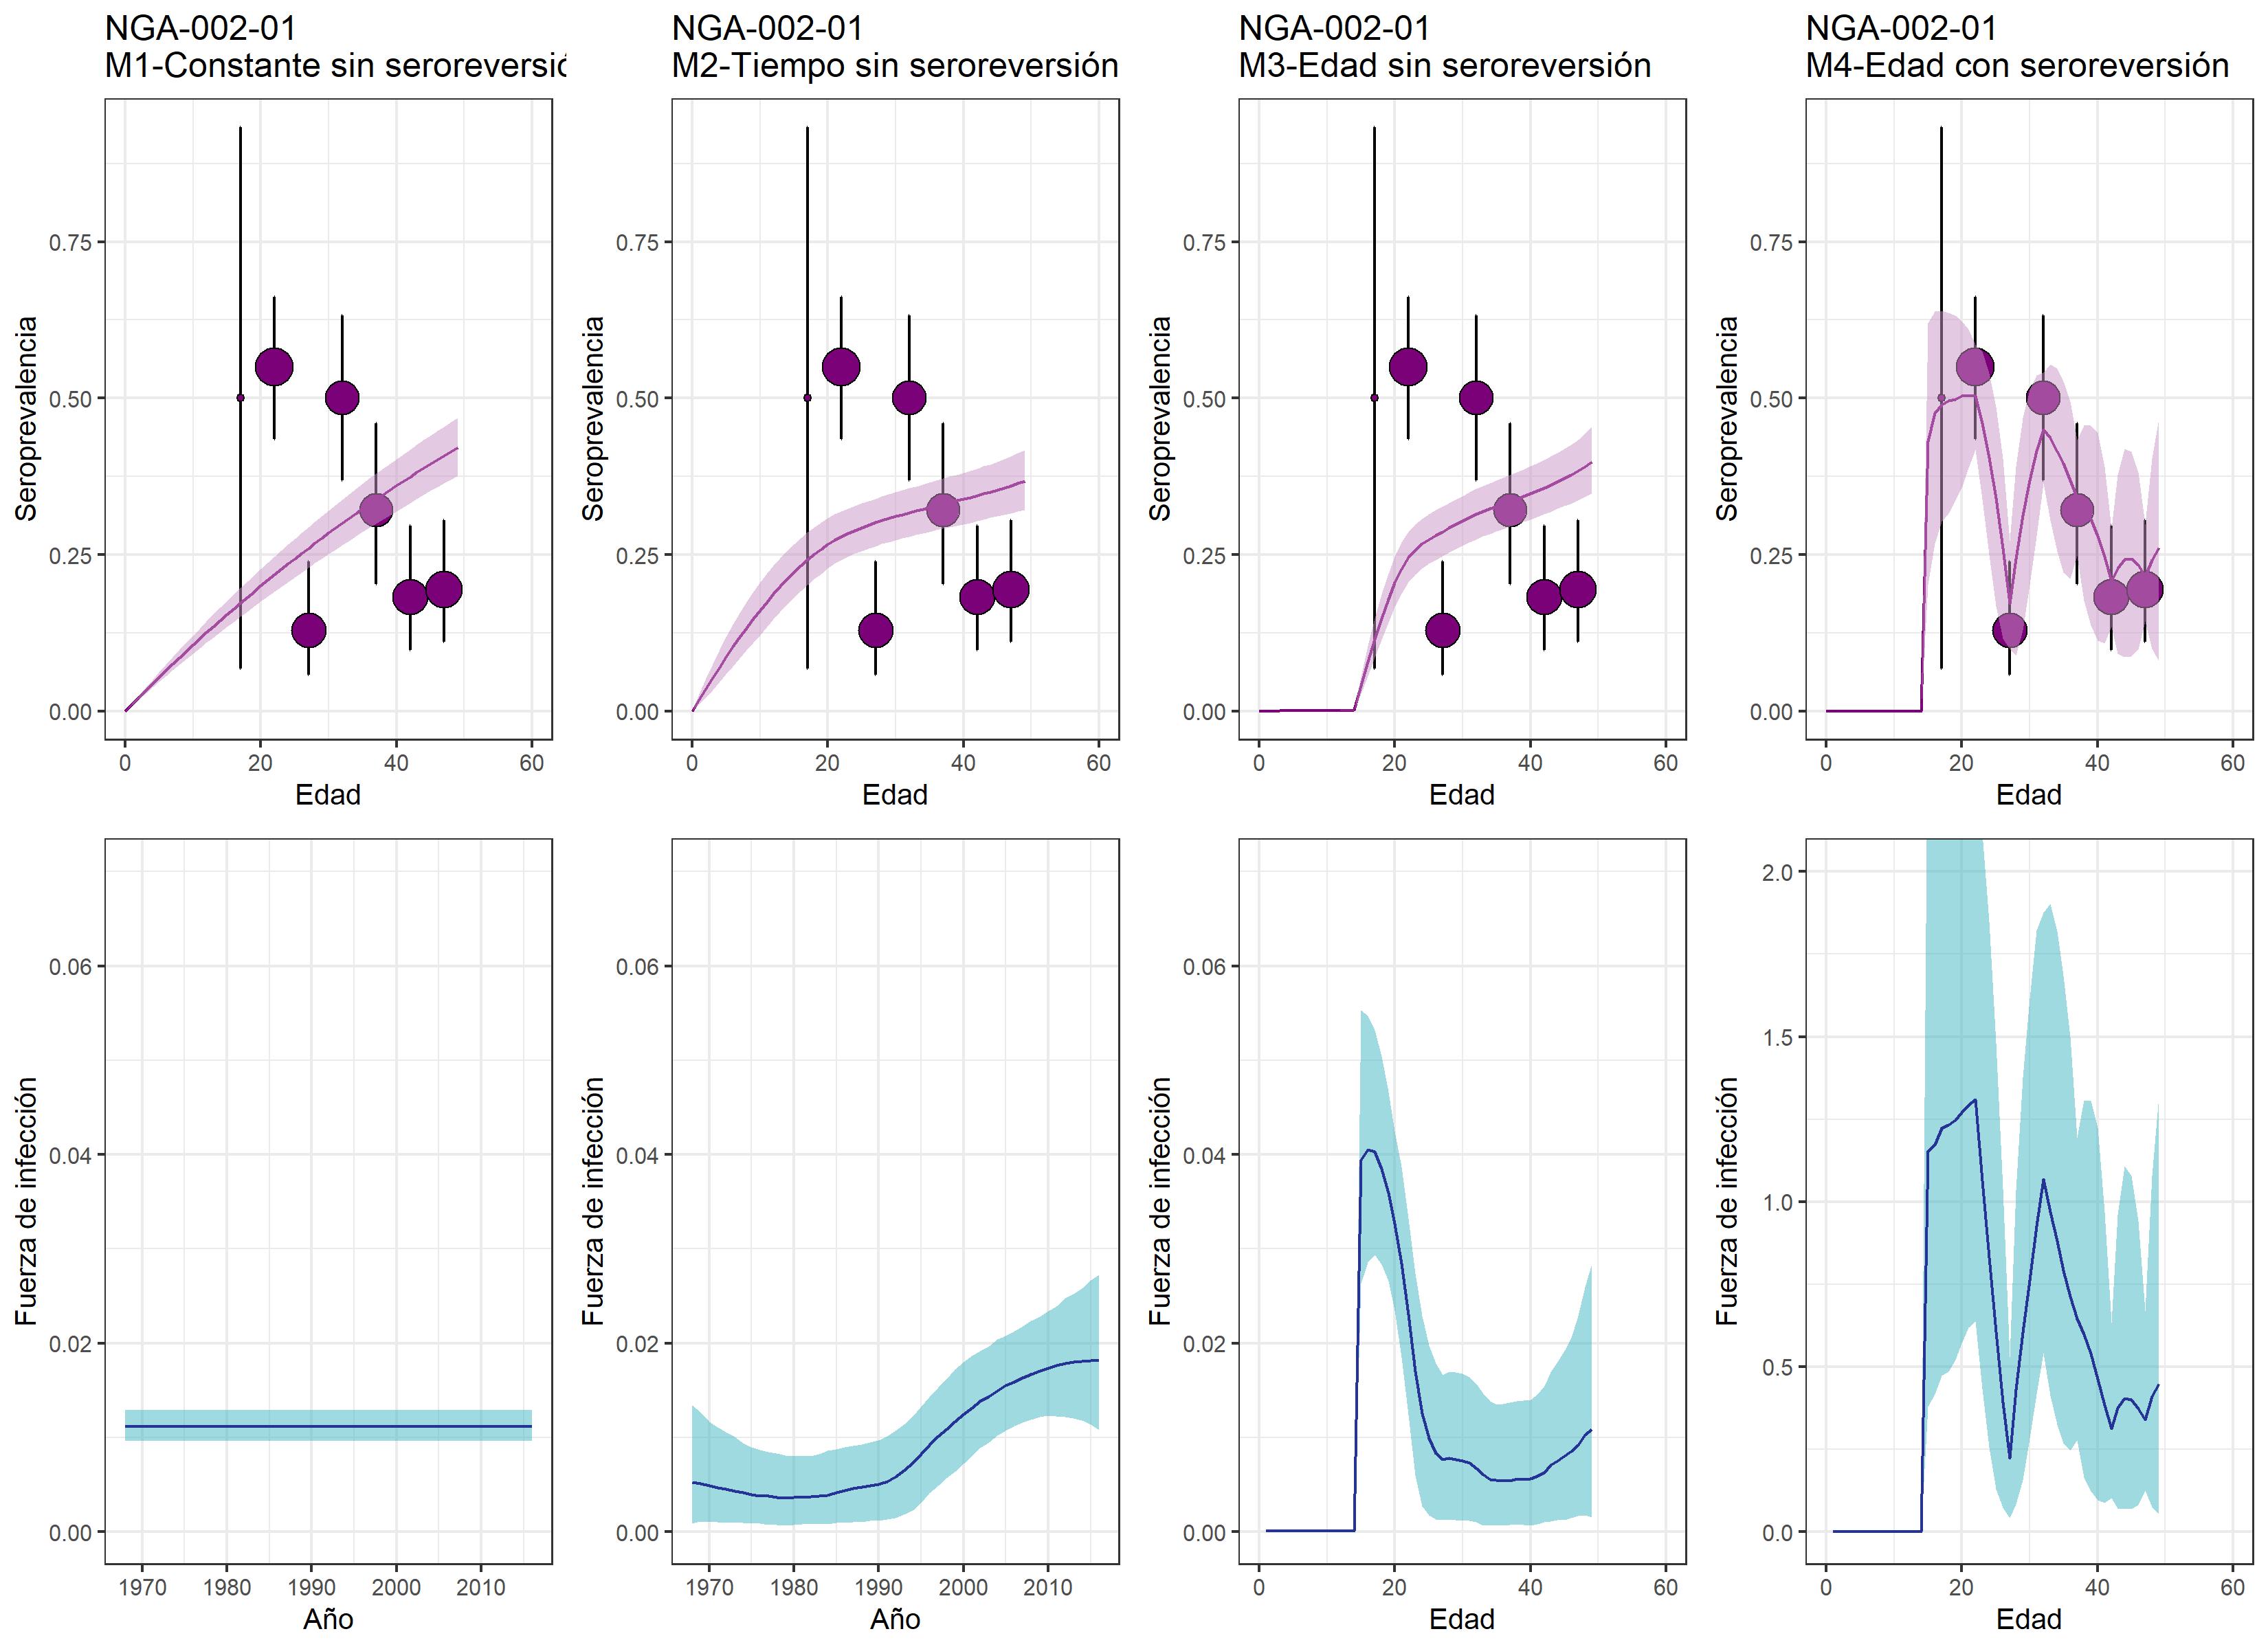 NGA-002-01
M1-Constante sin seroreversió
NGA-002-01
M2-Tiempo sin seroreversión
NGA-002-01
M3-Edad sin seroreversión
NGA-002-01
M4-Edad con seroreversión
Seroprevalencia
0.75
0.50
0.25
0.00
0 20 40 60
Edad
Seroprevalencia
0.75
0.50
0.25
0.00
0 20 40 60
Edad
Seroprevalencia
0.75
0.50
0.25
0.00
0 20 40 60
Edad
Seroprevalencia
0.75
0.50
0.25
0.00
0 20 40 60
Edad
Fuerza de infección
0.06
0.04
0.02
0.00
1970 1980 1990 2000 2010
Año
Fuerza de infección
0.06
0.04
0.02
0.00
1970 1980 1990 2000 2010
Año
Fuerza de infección
0.06
0.04
0.02
0.00
0 20 40 60
Edad
Fuerza de infección
2.0
1.5
1.0
0.5
0.0
0 20 40 60
Edad